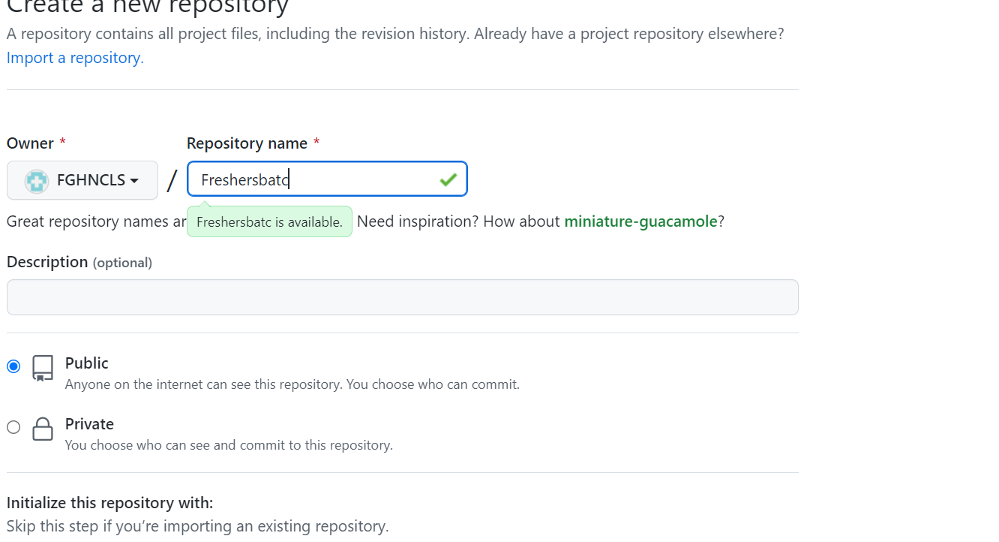 Create a new repository
A repository contains all project files, including the revision history. Already have a project repository elsewhere?
Import a repository.
Owner *
Repository name *
FGHNCLS
/
Freshersbatc
Great repository names ar
Freshersbatc is available.
Need inspiration? How about miniature-guacamole?
Description (optional)
Public
Anyone on the internet can see this repository. You choose who can commit.
Private
You choose who can see and commit to this repository.
Initialize this repository with:
Skip this step if you’re importing an existing repository.